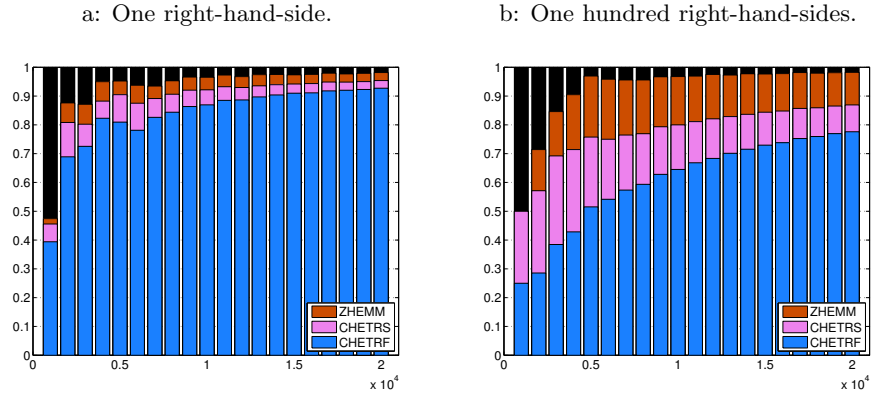 a: One right-hand-side.
b: One hundred right-hand-sides.
1
0.9
0.8
0.7
0.6
0.5
0.4
0.3
0.2
0.1
0
ZHEMM
CHETRS
CHETRF
0 0.5 1 1.5 2
x 10^4
1
0.9
0.8
0.7
0.6
0.5
0.4
0.3
0.2
0.1
0
ZHEMM
CHETRS
CHETRF
0 0.5 1 1.5 2
x 10^4